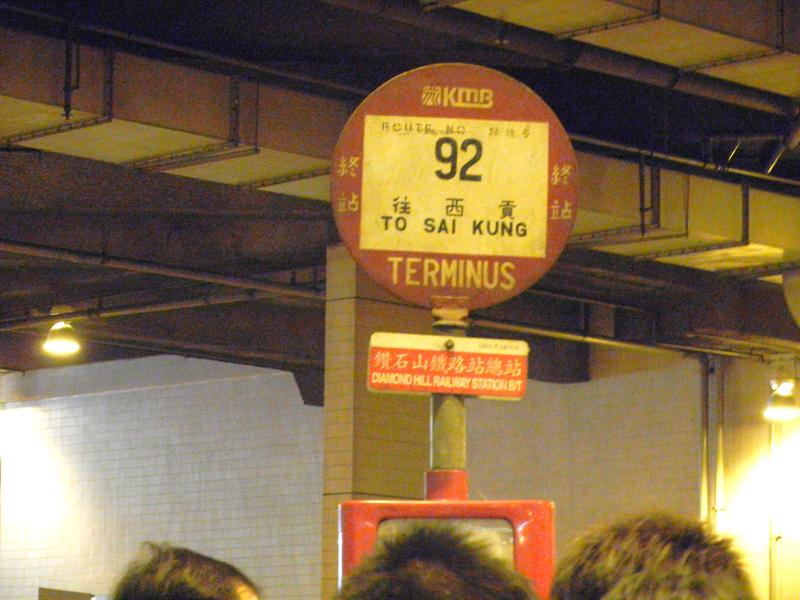 KMB
ROUTE NO 路線号
92
終站
終站
往西貢
TO SAI KUNG
TERMINUS
鑽石山鐵路站總站
DIAMOND HILL RAILWAY STATION B/T